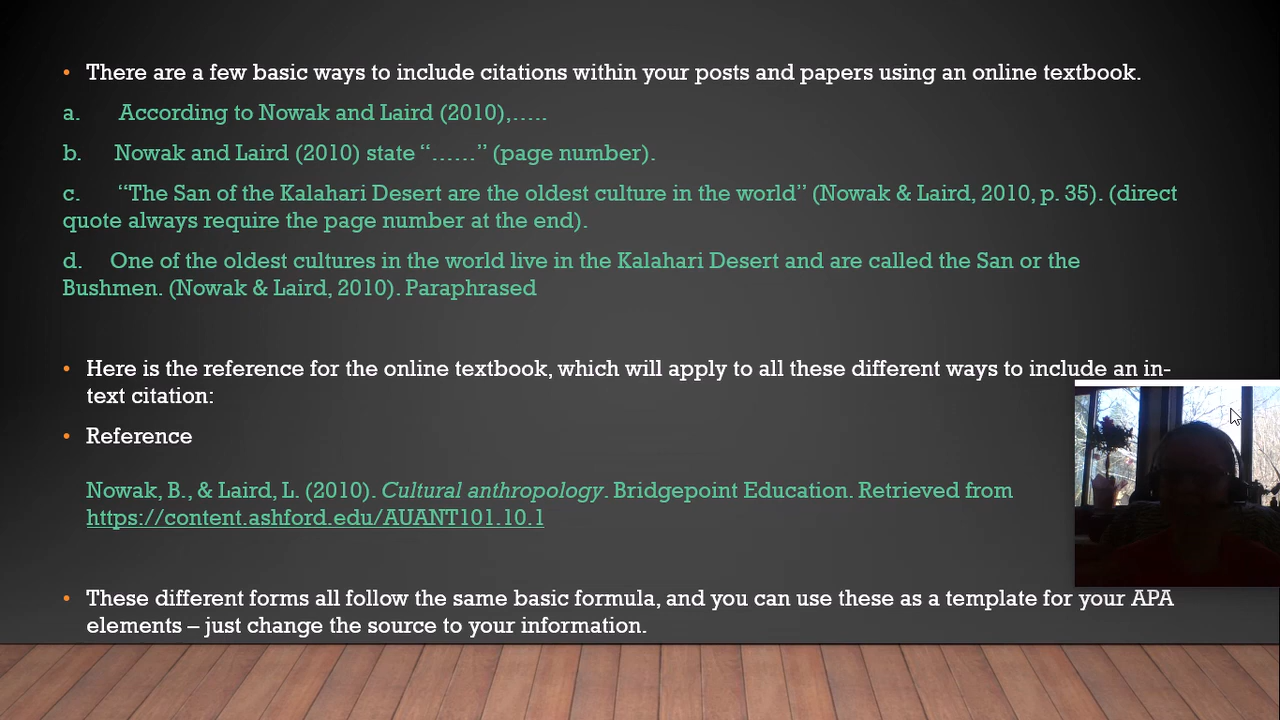 • There are a few basic ways to include citations within your posts and papers using an online textbook.
a. According to Nowak and Laird (2010),…..
b. Nowak and Laird (2010) state “……” (page number).
c. “The San of the Kalahari Desert are the oldest culture in the world” (Nowak & Laird, 2010, p. 35). (direct
quote always require the page number at the end).
d. One of the oldest cultures in the world live in the Kalahari Desert and are called the San or the
Bushmen. (Nowak & Laird, 2010). Paraphrased
• Here is the reference for the online textbook, which will apply to all these different ways to include an in-
text citation:
• Reference
Nowak, B., & Laird, L. (2010). Cultural anthropology. Bridgepoint Education. Retrieved from
https://content.ashford.edu/AUANT101.10.1
• These different forms all follow the same basic formula, and you can use these as a template for your APA
elements – just change the source to your information.